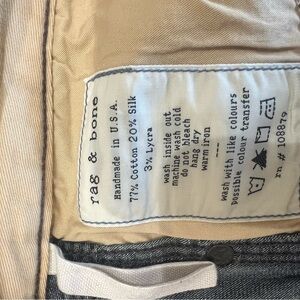 rag & bone
Handmade in U.S.A.
77% Cotton 20% Silk
3% Lycra
wash inside out
machine wash cold
do not bleach
hang dry
warm iron
---
wash with like colours
possible colour transfer
rn # 108879